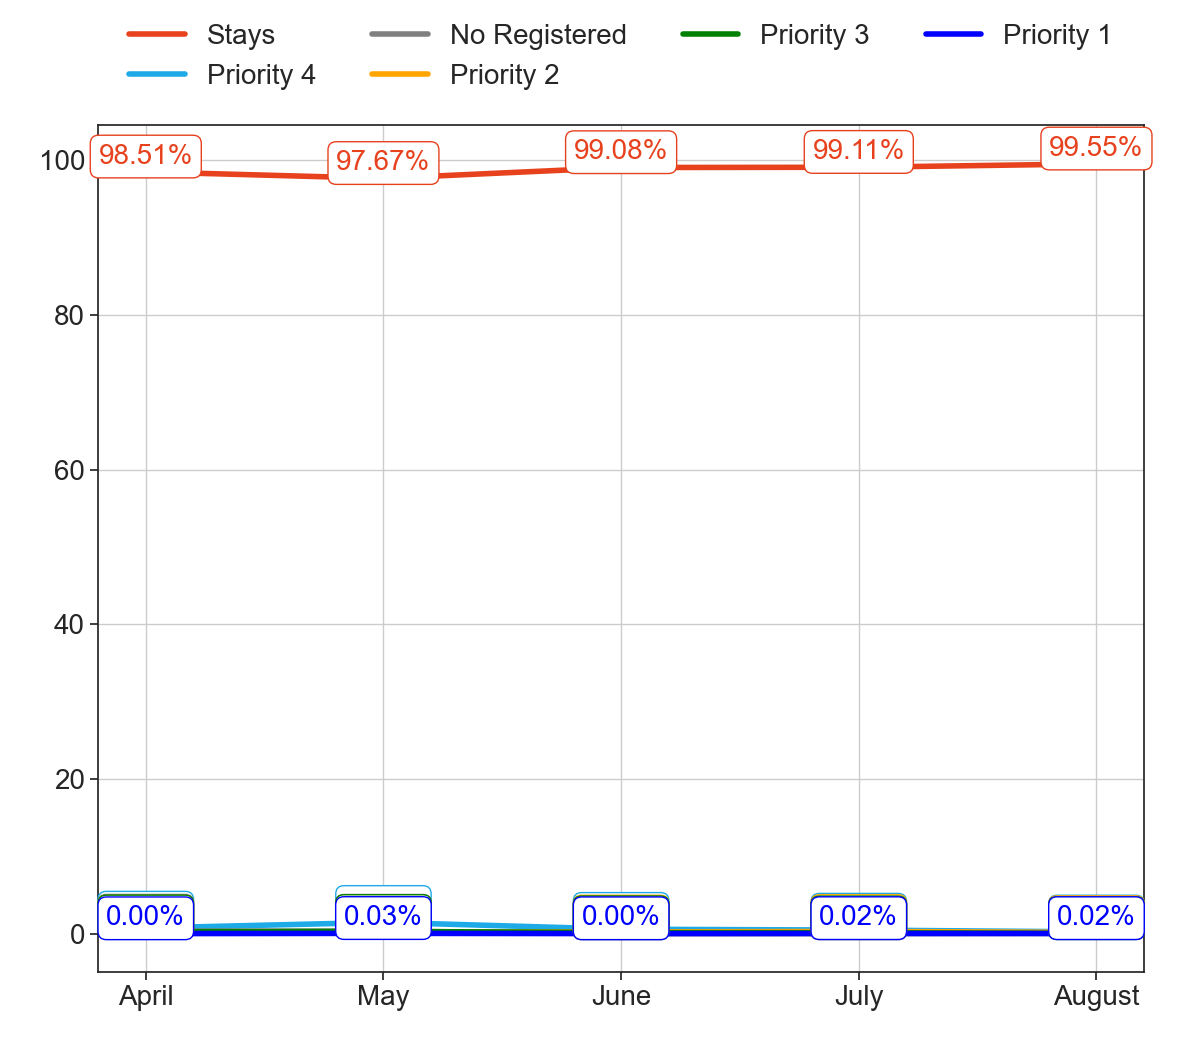 Stays No Registered Priority 3 Priority 1
Priority 4 Priority 2
98.51% 97.67% 99.08% 99.11% 99.55%
100
80
60
40
20
0
0.00% 0.03% 0.00% 0.02% 0.02%
April May June July August